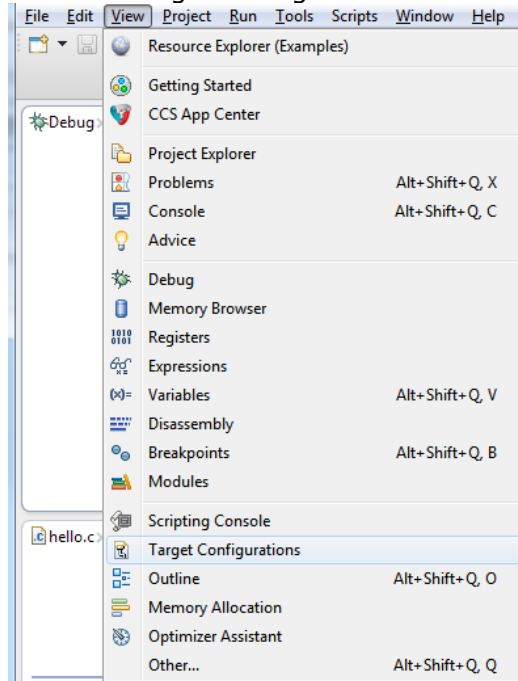 File Edit View Project Run Tools Scripts Window Help
Resource Explorer (Examples)
Getting Started
CCS App Center
Debug
Project Explorer
Problems Alt+Shift+Q, X
Console Alt+Shift+Q, C
Advice
Debug
Memory Browser
Registers
Expressions
(x)= Variables Alt+Shift+Q, V
Disassembly
Breakpoints Alt+Shift+Q, B
Modules
Scripting Console
hello.c
Target Configurations
Outline Alt+Shift+Q, O
Memory Allocation
Optimizer Assistant
Other... Alt+Shift+Q, Q